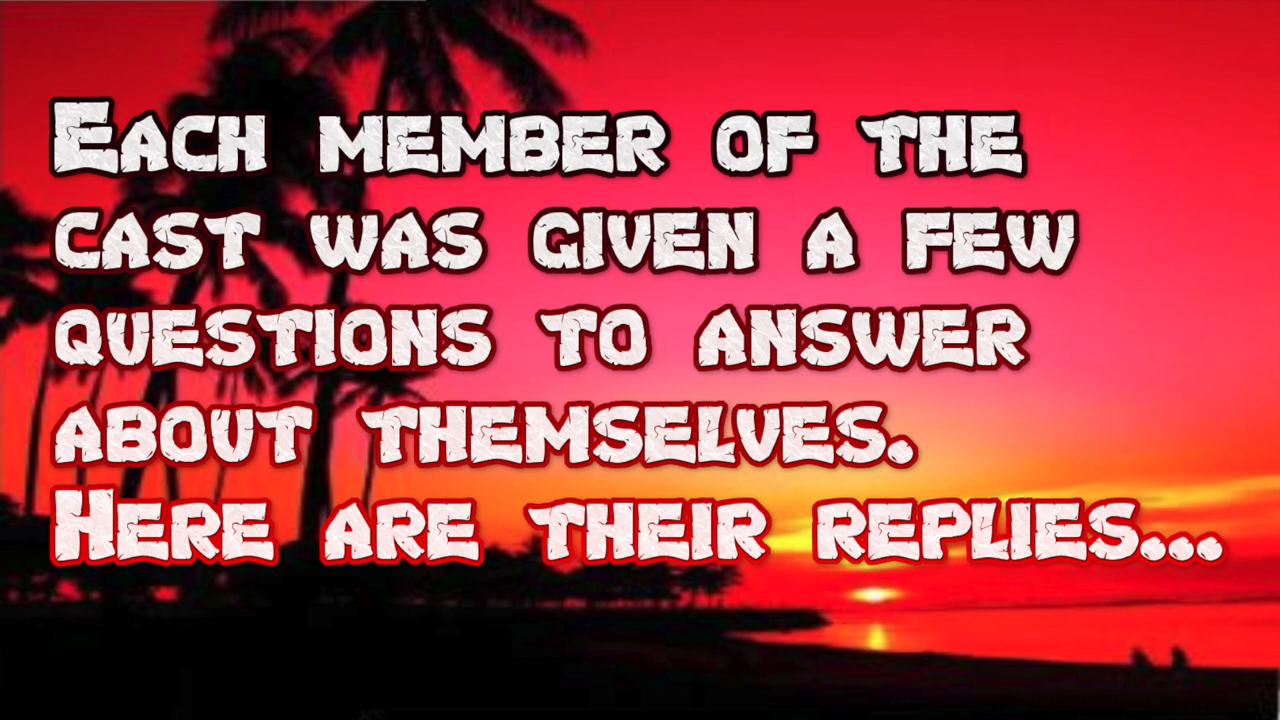 Each member of the
cast was given a few
questions to answer
about themselves.
Here are their replies...